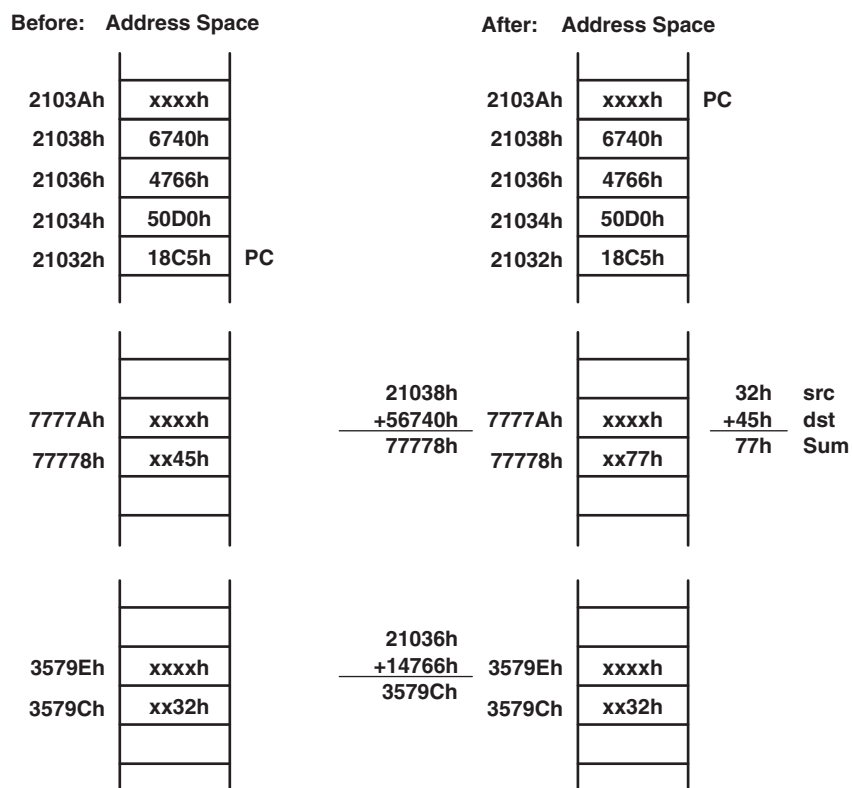 Before: Address Space
2103Ah xxxxh
21038h 6740h
21036h 4766h
21034h 50D0h
21032h 18C5h PC
7777Ah xxxxh
77778h xx45h
3579Eh xxxxh
3579Ch xx32h
After: Address Space
2103Ah xxxxh PC
21038h 6740h
21036h 4766h
21034h 50D0h
21032h 18C5h
21038h
+56740h
77778h
7777Ah xxxxh
77778h xx77h
32h src
+45h dst
77h Sum
21036h
+14766h
3579Ch
3579Eh xxxxh
3579Ch xx32h